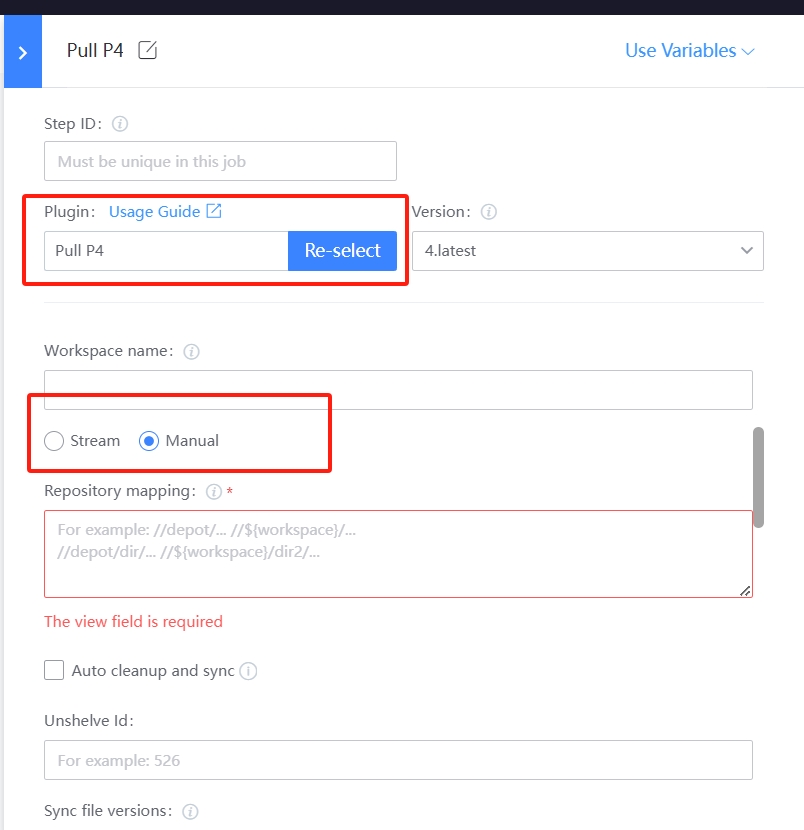 Pull P4
Use Variables
Step ID:
Must be unique in this job
Plugin: Usage Guide
Version:
Pull P4
Re-select
4.latest
Workspace name:
Stream
Manual
Repository mapping: *
For example: //depot/... //${workspace}/...
//depot/dir/... //${workspace}/dir2/...
The view field is required
Auto cleanup and sync
Unshelve Id:
For example: 526
Sync file versions: